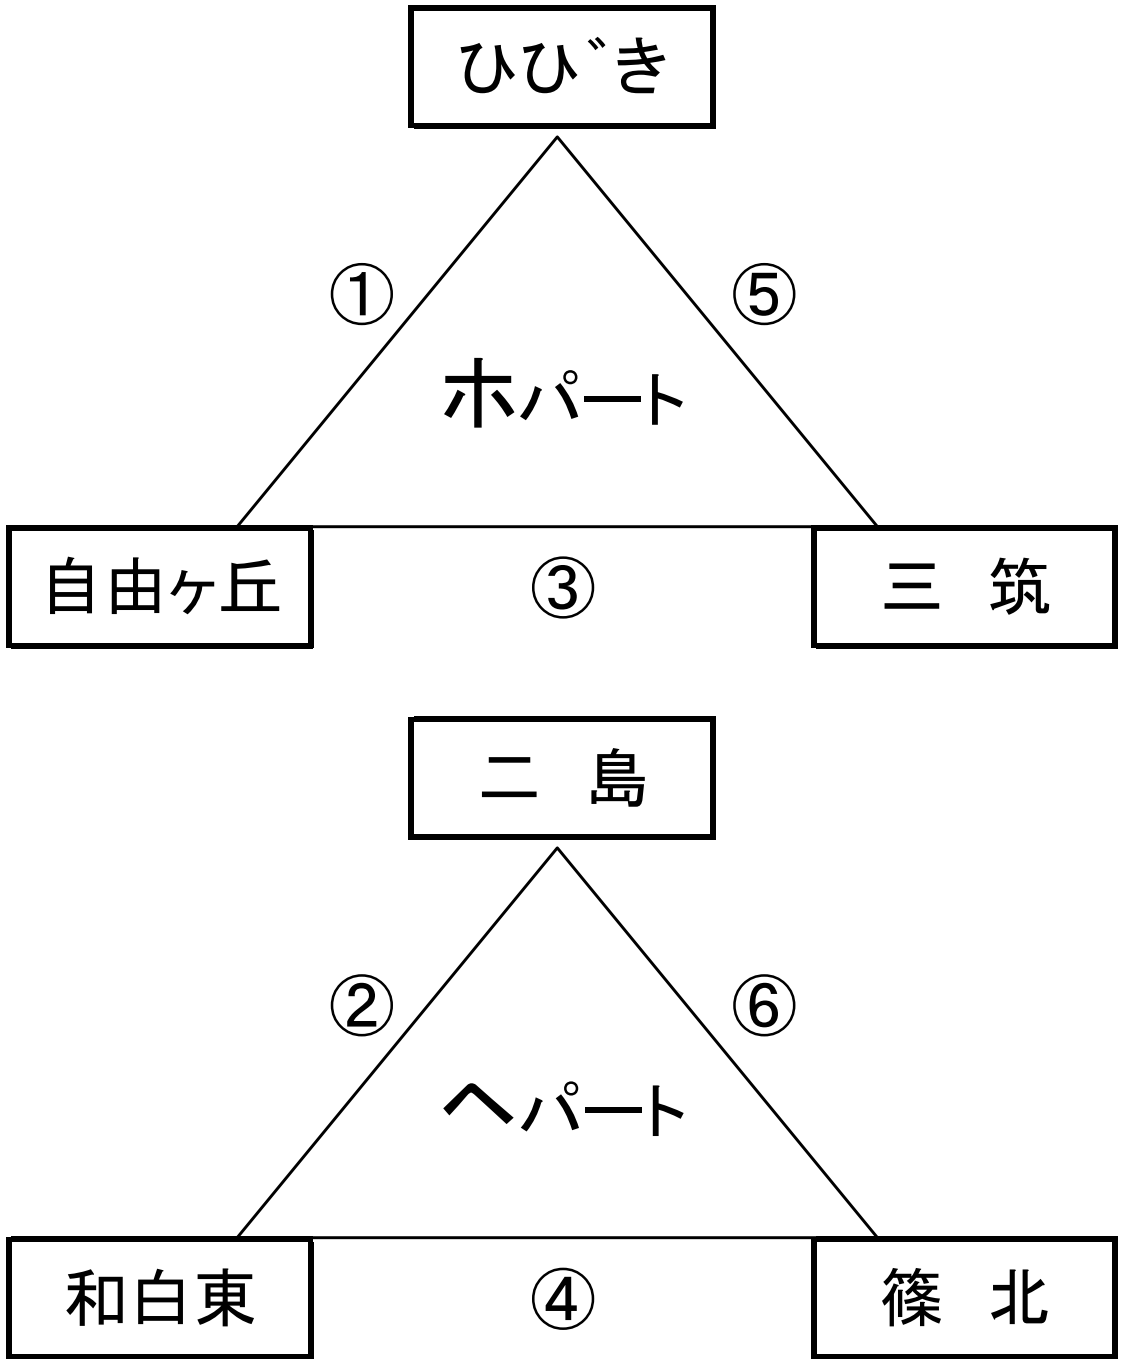 ひびき
①
⑤
ホパート
自由ヶ丘
③
三 筑
二 島
②
⑥
ヘパート
和白東
④
篠 北